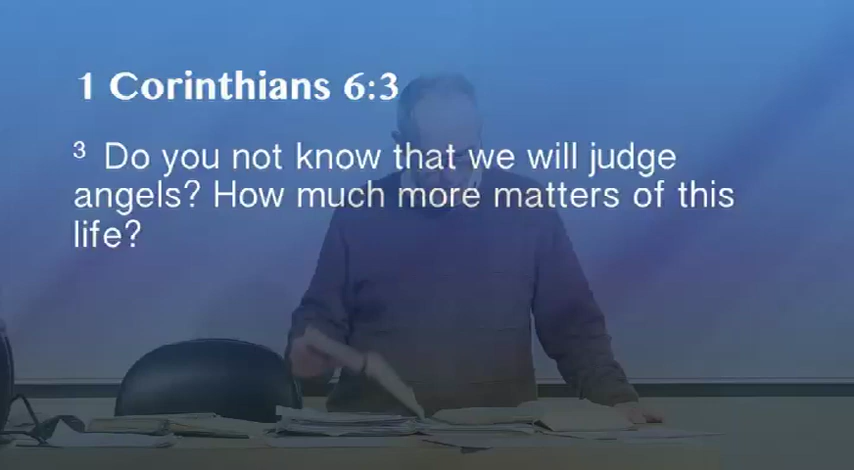 1 Corinthians 6:3
3 Do you not know that we will judge
angels? How much more matters of this
life?